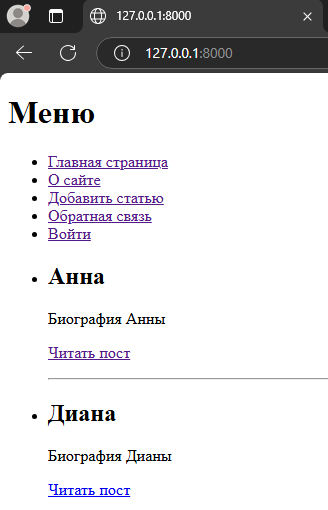 127.0.0.1:8000
127.0.0.1:8000
Меню
Главная страница
О сайте
Добавить статью
Обратная связь
Войти
Анна
Биография Анны
Читать пост
Диана
Биография Дианы
Читать пост